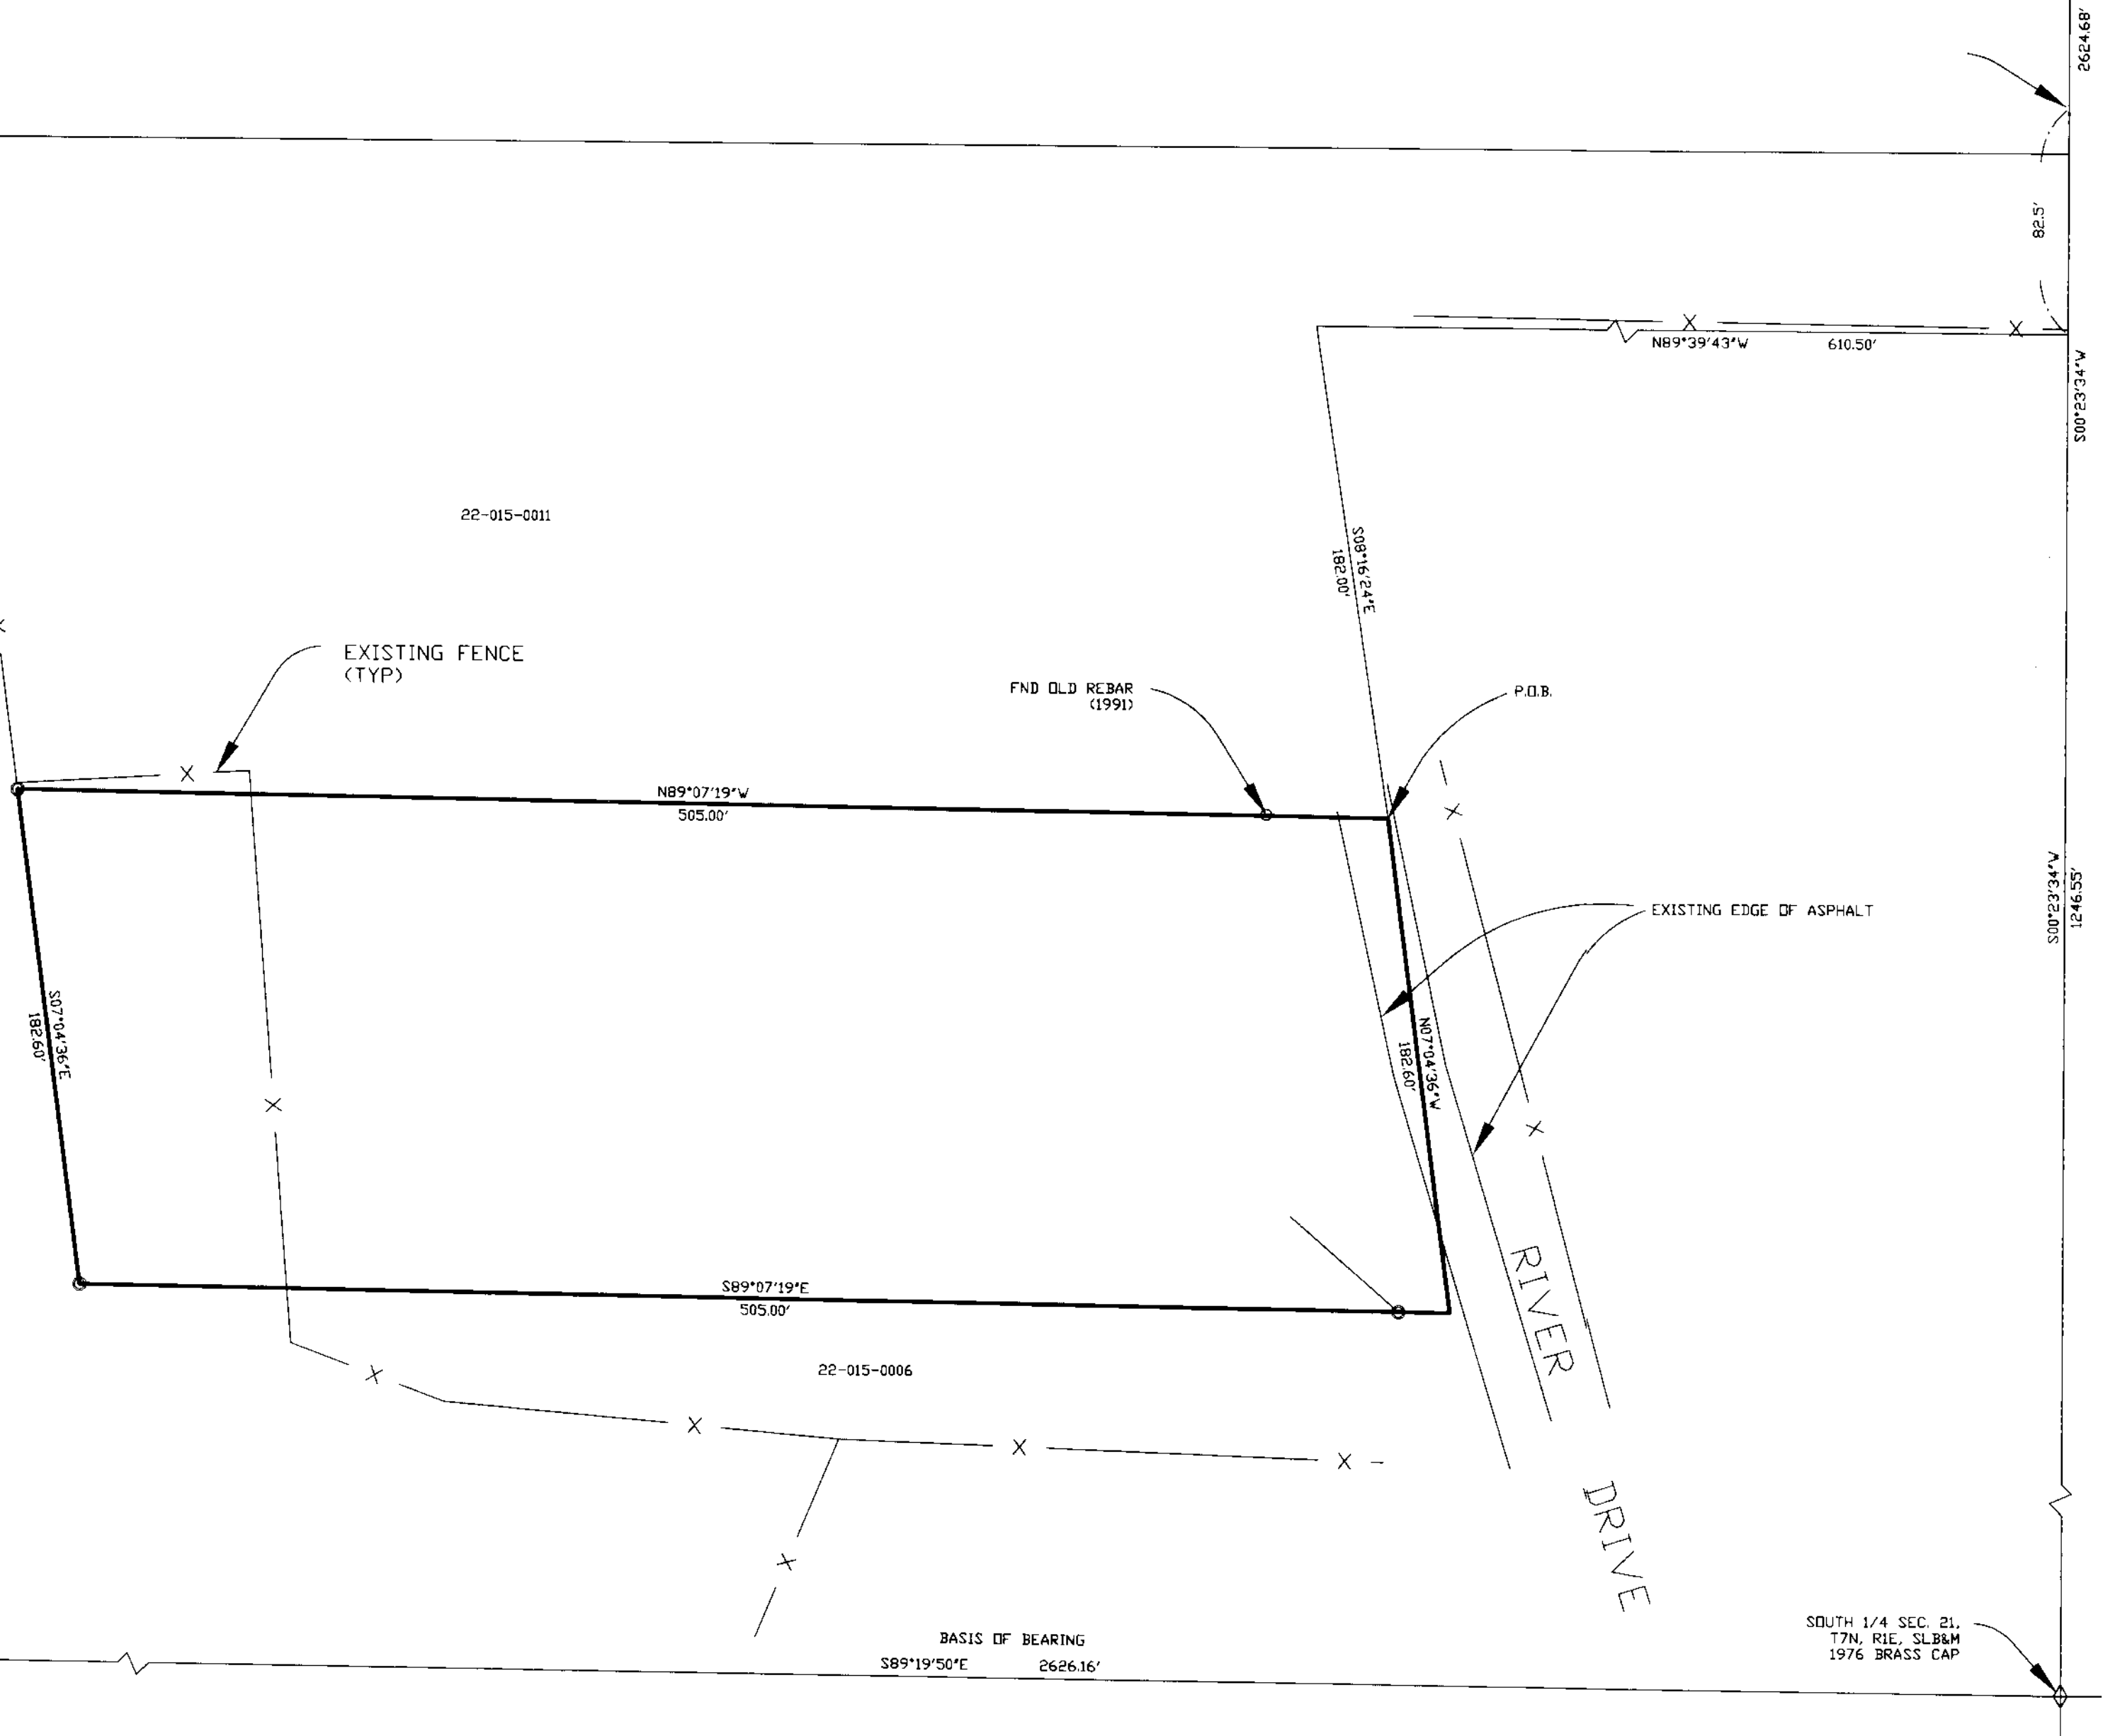 2624.68'
82.5'
N89°39'43"W 610.50'
S00°23'34"W
22-015-0011
S08°16'24"E
182.00'
EXISTING FENCE
(TYP)
FND OLD REBAR
(1991)
P.O.B.
N89°07'19"W
505.00'
S00°23'34"W
1246.55'
EXISTING EDGE OF ASPHALT
S07°04'36"E
182.60'
N07°04'36"W
182.60'
X
X
X
X
X
X
S89°07'19"E
505.00'
RIVER DRIVE
22-015-0006
X
X
X
X
X
BASIS OF BEARING
S89°19'50"E 2626.16'
SOUTH 1/4 SEC. 21,
T7N, R1E, SLB&M
1976 BRASS CAP